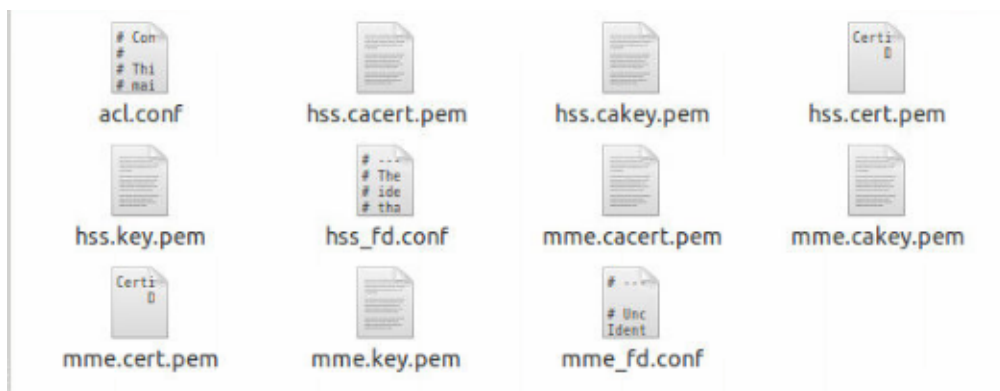 # Con
#
# Thi
# mai
acl.conf
hss.cacert.pem
hss.cakey.pem
Certi
D
hss.cert.pem
hss.key.pem
# ---
# The
# ide
# tha
hss_fd.conf
mme.cacert.pem
mme.cakey.pem
Certi
D
mme.cert.pem
mme.key.pem
# ---
# Unc
Ident
mme_fd.conf